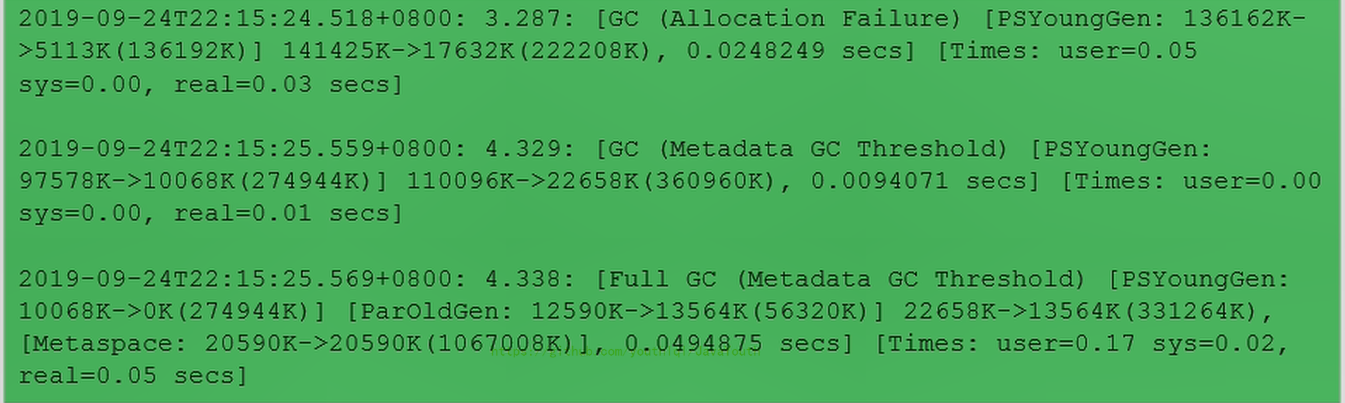 2019-09-24T22:15:24.518+0800: 3.287: [GC (Allocation Failure) [PSYoungGen: 136162K-
>5113K(136192K)] 141425K->17632K(222208K), 0.0248249 secs] [Times: user=0.05
sys=0.00, real=0.03 secs]
2019-09-24T22:15:25.559+0800: 4.329: [GC (Metadata GC Threshold) [PSYoungGen:
97578K->10068K(274944K)] 110096K->22658K(360960K), 0.0094071 secs] [Times: user=0.00
sys=0.00, real=0.01 secs]
2019-09-24T22:15:25.569+0800: 4.338: [Full GC (Metadata GC Threshold) [PSYoungGen:
10068K->0K(274944K)] [ParOldGen: 12590K->13564K(56320K)] 22658K->13564K(331264K),
[Metaspace: 20590K->20590K(1067008K)], 0.0494875 secs] [Times: user=0.17 sys=0.02,
real=0.05 secs]